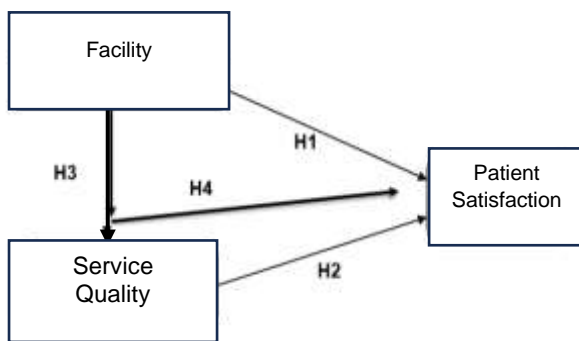 Facility
H1
H3
H4
Patient
Satisfaction
Service
Quality
H2